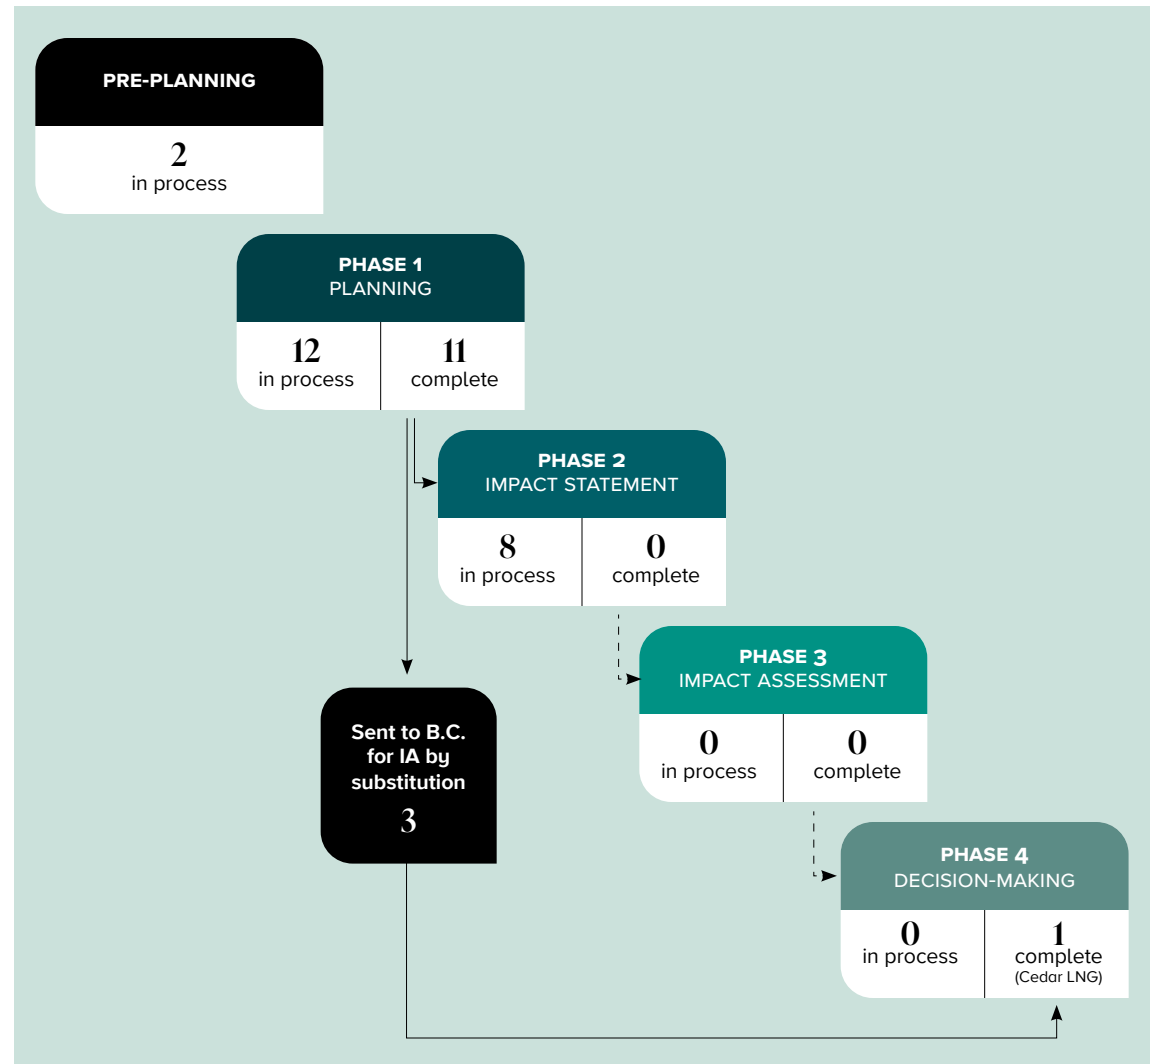 PRE-PLANNING
2
in process
PHASE 1
PLANNING
12
in process
11
complete
PHASE 2
IMPACT STATEMENT
8
in process
0
complete
PHASE 3
IMPACT ASSESSMENT
0
in process
0
complete
Sent to B.C.
for IA by
substitution
3
PHASE 4
DECISION-MAKING
0
in process
1
complete
(Cedar LNG)